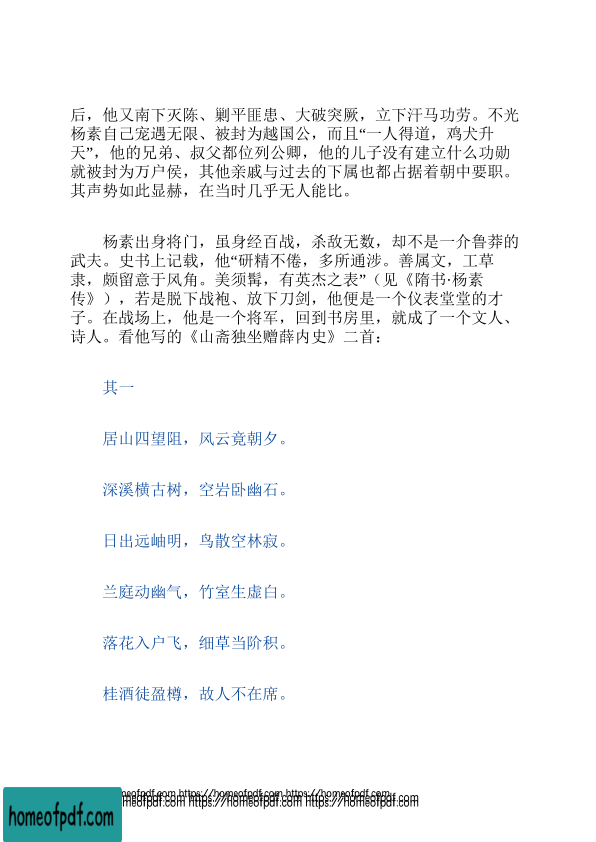 后，他又南下灭陈、剿平匪患、大破突厥，立下汗马功劳。不光
杨素自己宠遇无限、被封为越国公，而且“一人得道，鸡犬升
天”，他的兄弟、叔父都位列公卿，他的儿子没有建立什么功勋
就被封为万户侯，其他亲戚与过去的下属也都占据着朝中要职。
其声势如此显赫，在当时几乎无人能比。
杨素出身将门，虽身经百战，杀敌无数，却不是一介鲁莽的
武夫。史书上记载，他“研精不倦，多所通涉。善属文，工草
隶，颇留意于风角。美须髯，有英杰之表”（见《隋书·杨素
传》），若是脱下战袍、放下刀剑，他便是一个仪表堂堂的才
子。在战场上，他是一个将军，回到书房里，就成了一个文人、
诗人。看他写的《山斋独坐赠薛内史》二首：
其一
居山四望阻，风云竟朝夕。
深溪横古树，空岩卧幽石。
日出远岫明，鸟散空林寂。
兰庭动幽气，竹室生虚白。
落花入户飞，细草当阶积。
桂酒徒盈樽，故人不在席。
omeofpdf.com https://homeofpdf.com https://homeofpdf.com
omeofpdf.com https://homeofpdf.com https://homeofpdf.com
homeofpdf.com